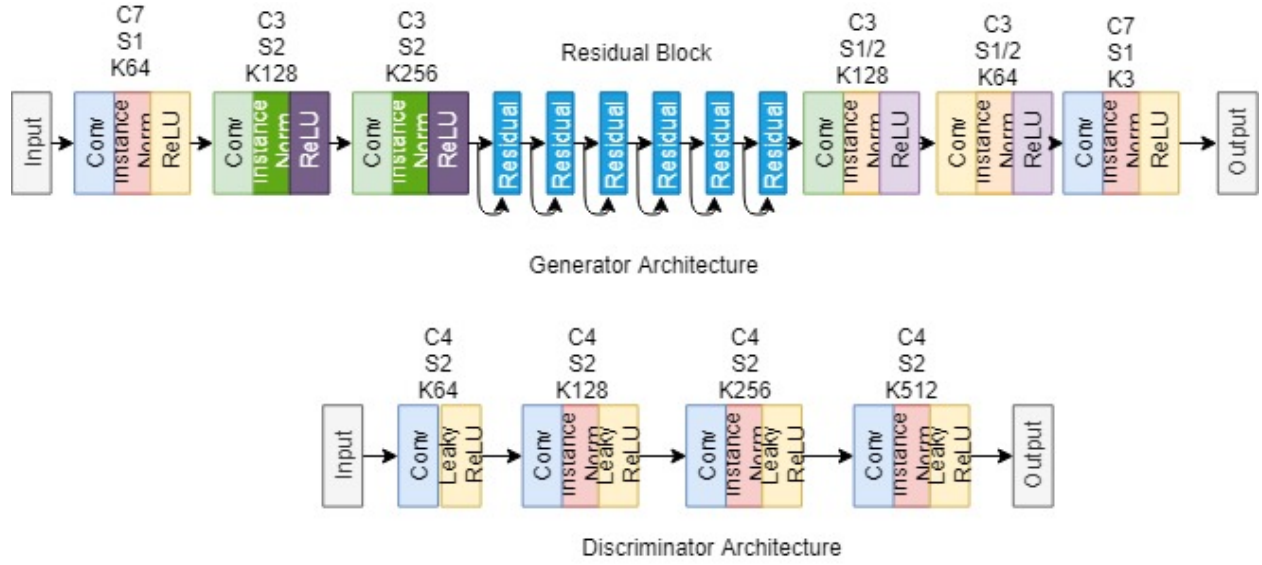 C7
S1
K64
C3
S2
K128
C3
S2
K256
Residual Block
C3
S1/2
K128
C3
S1/2
K64
C7
S1
K3
Input
Conv
Instance
Norm
ReLU
Conv
Instance
Norm
ReLU
Conv
Instance
Norm
ReLU
Residual
Residual
Residual
Residual
Residual
Residual
Conv
Instance
Norm
ReLU
Conv
Instance
Norm
ReLU
Conv
Instance
Norm
ReLU
Output
Generator Architecture
C4
S2
K64
C4
S2
K128
C4
S2
K256
C4
S2
K512
Input
Conv
Leaky
ReLU
Conv
Instance
Norm
Leaky
ReLU
Conv
Instance
Norm
Leaky
ReLU
Conv
Instance
Norm
Leaky
ReLU
Output
Discriminator Architecture